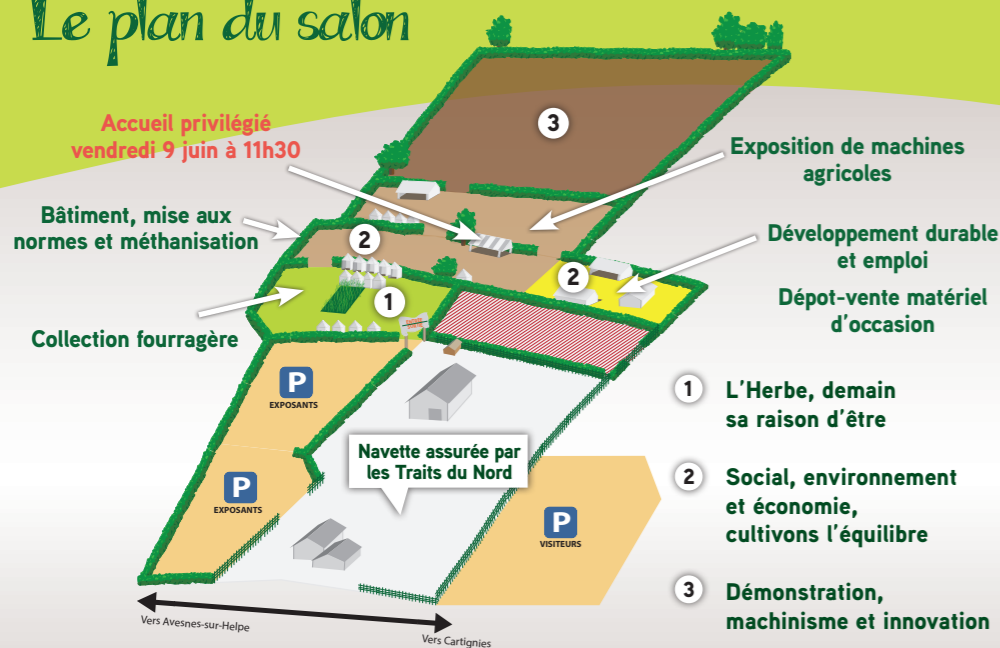 Le plan du salon
Accueil privilégié
vendredi 9 juin à 11h30
Bâtiment, mise aux
normes et méthanisation
Collection fourragère
3
Exposition de machines
agricoles
2
Développement durable
et emploi
Dépot-vente matériel
d'occasion
2
1
P
EXPOSANTS
P
EXPOSANTS
Navette assurée par
les Traits du Nord
P
VISITEURS
1 L'Herbe, demain
sa raison d'être
2 Social, environnement
et économie,
cultivons l'équilibre
3 Démonstration,
machinisme et innovation
Vers Avesnes-sur-Helpe
Vers Cartignies